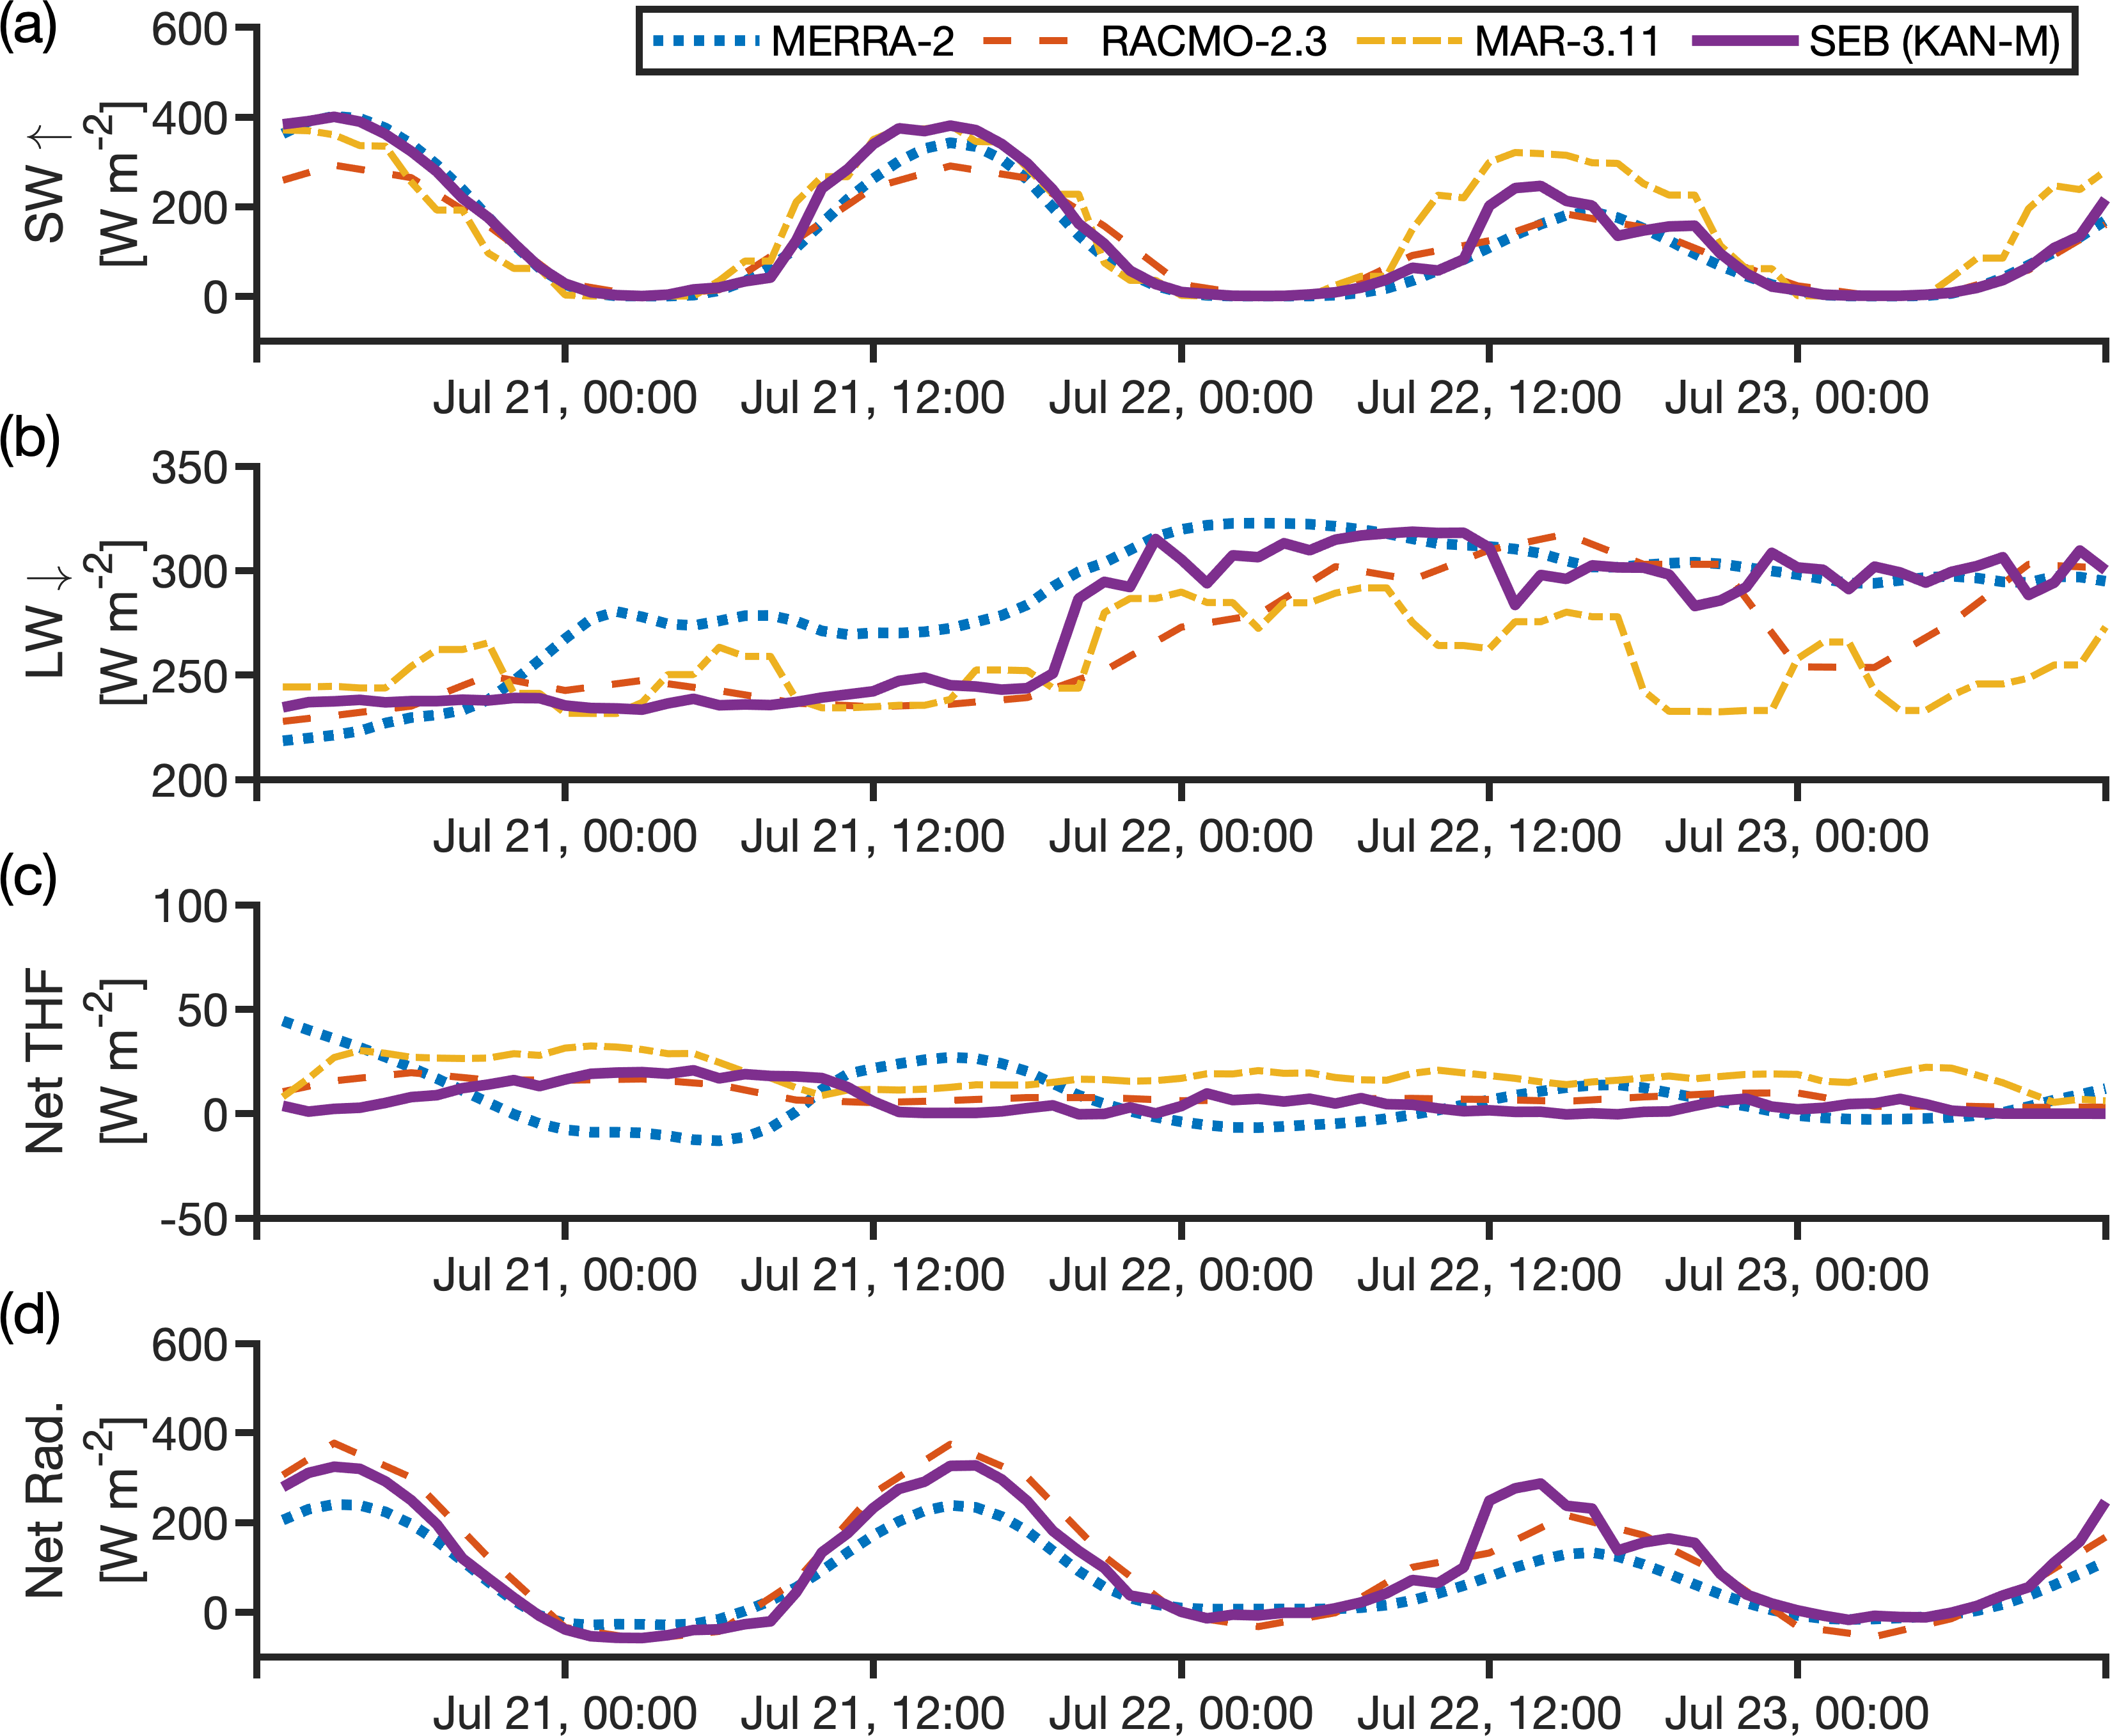 (a)
MERRA-2 RACMO-2.3 MAR-3.11 SEB (KAN-M)
SW ↑
[W m-2]
600
400
200
0
Jul 21, 00:00 Jul 21, 12:00 Jul 22, 00:00 Jul 22, 12:00 Jul 23, 00:00
(b)
LW ↓
[W m-2]
350
300
250
200
Jul 21, 00:00 Jul 21, 12:00 Jul 22, 00:00 Jul 22, 12:00 Jul 23, 00:00
(c)
Net THF
[W m-2]
100
50
0
-50
Jul 21, 00:00 Jul 21, 12:00 Jul 22, 00:00 Jul 22, 12:00 Jul 23, 00:00
(d)
Net Rad.
[W m-2]
600
400
200
0
Jul 21, 00:00 Jul 21, 12:00 Jul 22, 00:00 Jul 22, 12:00 Jul 23, 00:00